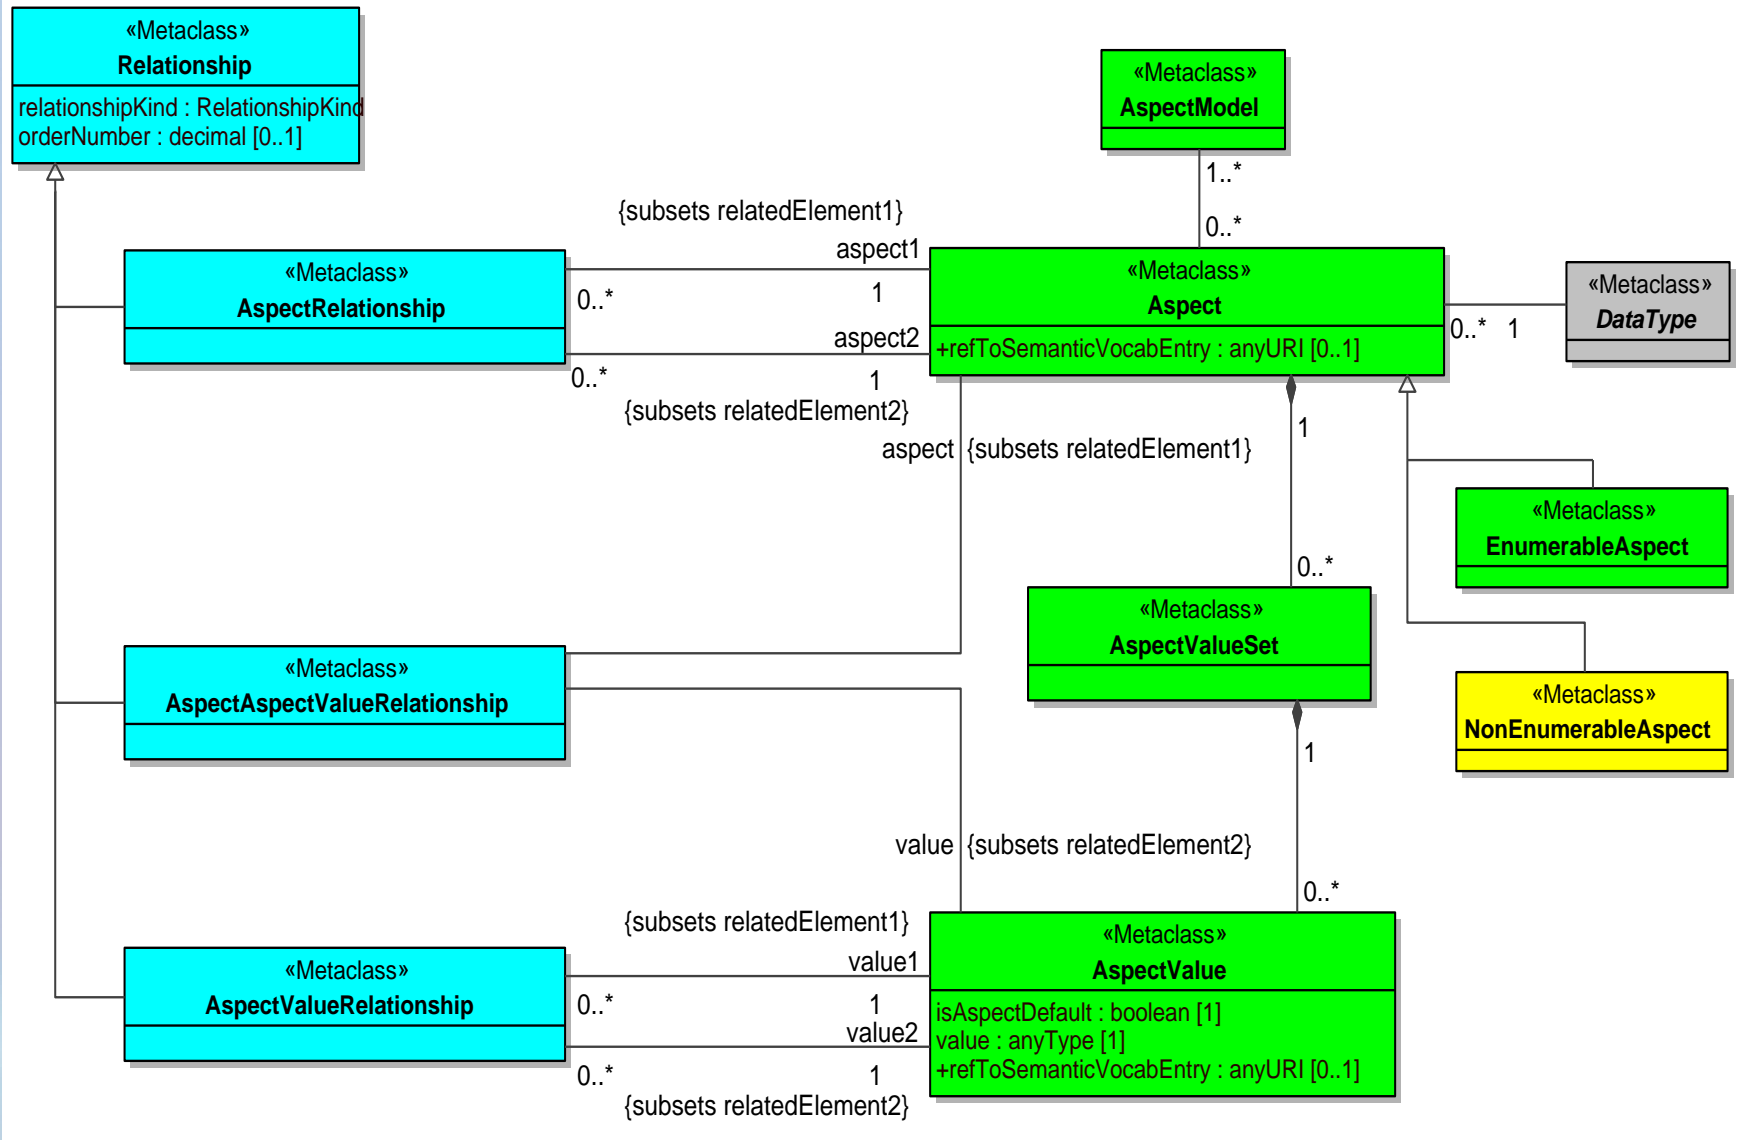 «Metaclass»
Relationship
relationshipKind : RelationshipKind
orderNumber : decimal [0..1]
«Metaclass»
AspectModel
1..*
0..*
{subsets relatedElement1}
aspect1
0..*
1
«Metaclass»
AspectRelationship
aspect2
0..*
1
{subsets relatedElement2}
«Metaclass»
Aspect
+refToSemanticVocabEntry : anyURI [0..1]
0..*
1
«Metaclass»
DataType
aspect
{subsets relatedElement1}
1
0..*
«Metaclass»
EnumerableAspect
«Metaclass»
AspectValueSet
«Metaclass»
NonEnumerableAspect
«Metaclass»
AspectAspectValueRelationship
1
value
{subsets relatedElement2}
0..*
{subsets relatedElement1}
value1
0..*
1
«Metaclass»
AspectValueRelationship
value2
0..*
1
{subsets relatedElement2}
«Metaclass»
AspectValue
isAspectDefault : boolean [1]
value : anyType [1]
+refToSemanticVocabEntry : anyURI [0..1]